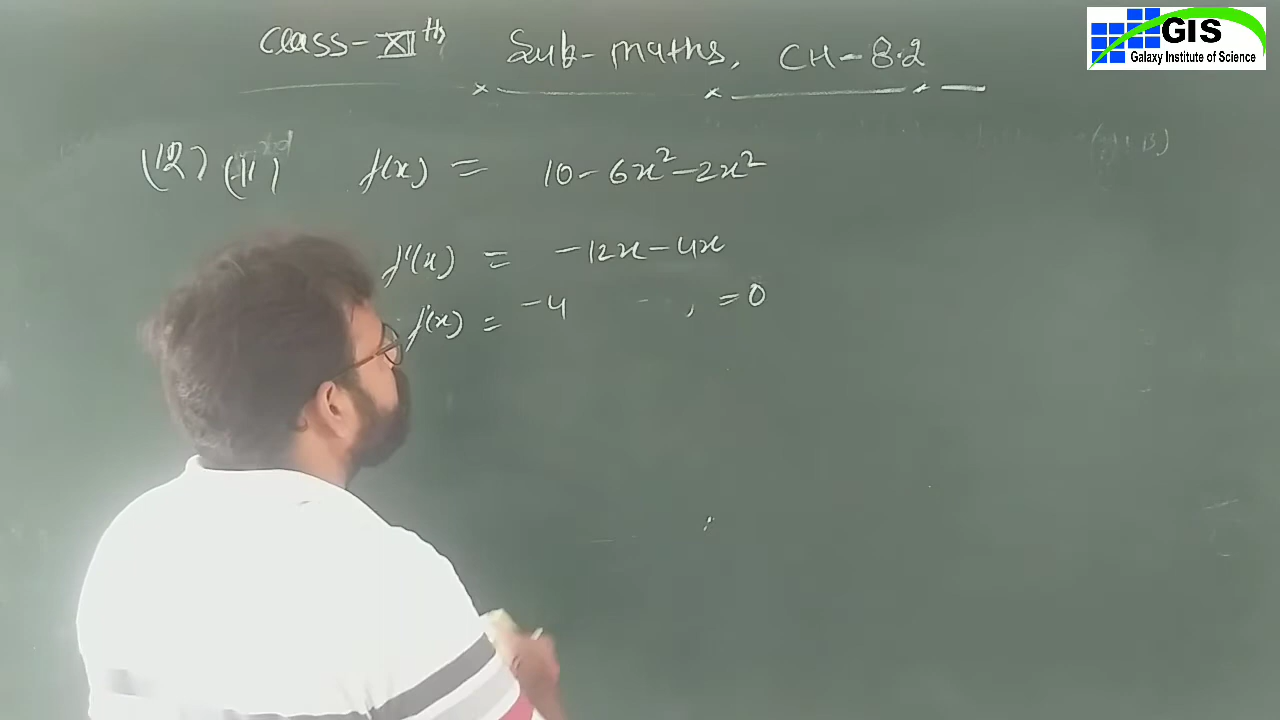 GIS
Galaxy Institute of Science
Class-XIIth Sub-maths, CH-8.2
(12) (11) f(x) = 10-6x²-2x²
f'(x) = -12x-4x
f'(x) = -4 , =0